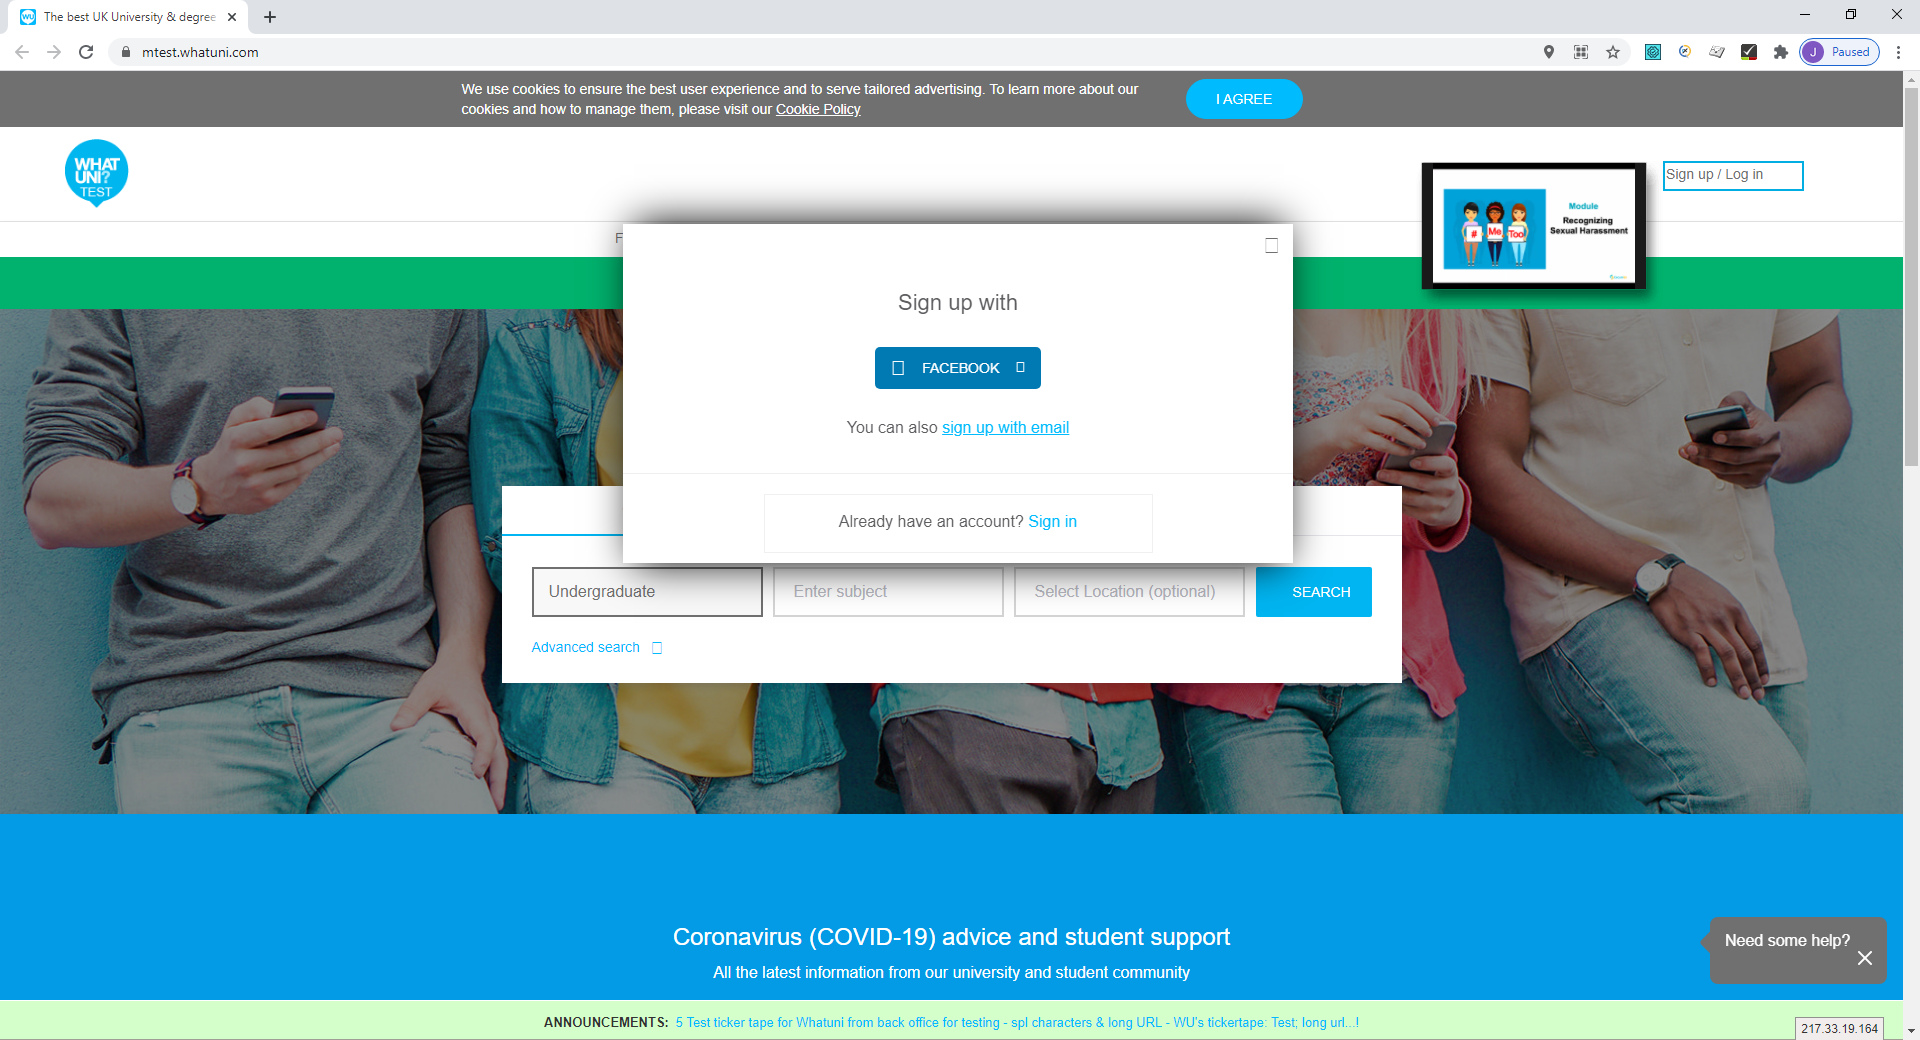 The best UK University & degree
mtest.whatuni.com
J Paused
We use cookies to ensure the best user experience and to serve tailored advertising. To learn more about our
cookies and how to manage them, please visit our Cookie Policy
I AGREE
WHAT
UNI?
TEST
Sign up / Log in
Module
Recognizing
Sexual Harassment
# Me Too
F
Sign up with
FACEBOOK
You can also sign up with email
Already have an account? Sign in
Undergraduate
Enter subject
Select Location (optional)
SEARCH
Advanced search
Coronavirus (COVID-19) advice and student support
All the latest information from our university and student community
Need some help?
ANNOUNCEMENTS: 5 Test ticker tape for Whatuni from back office for testing - spl characters & long URL - WU's tickertape: Test; long url...!
217.33.19.164